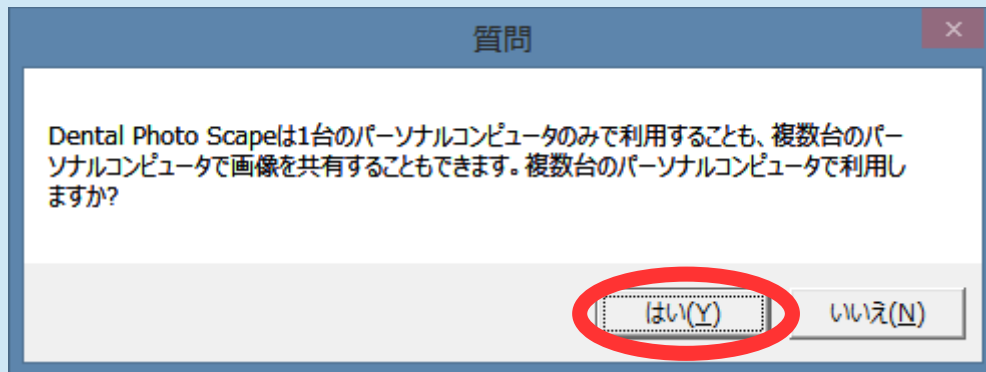 質問
Dental Photo Scapeは1台のパーソナルコンピュータのみで利用することも、複数台のパー
ソナルコンピュータで画像を共有することもできます。複数台のパーソナルコンピュータで利用し
ますか?
はい(Y) いいえ(N)